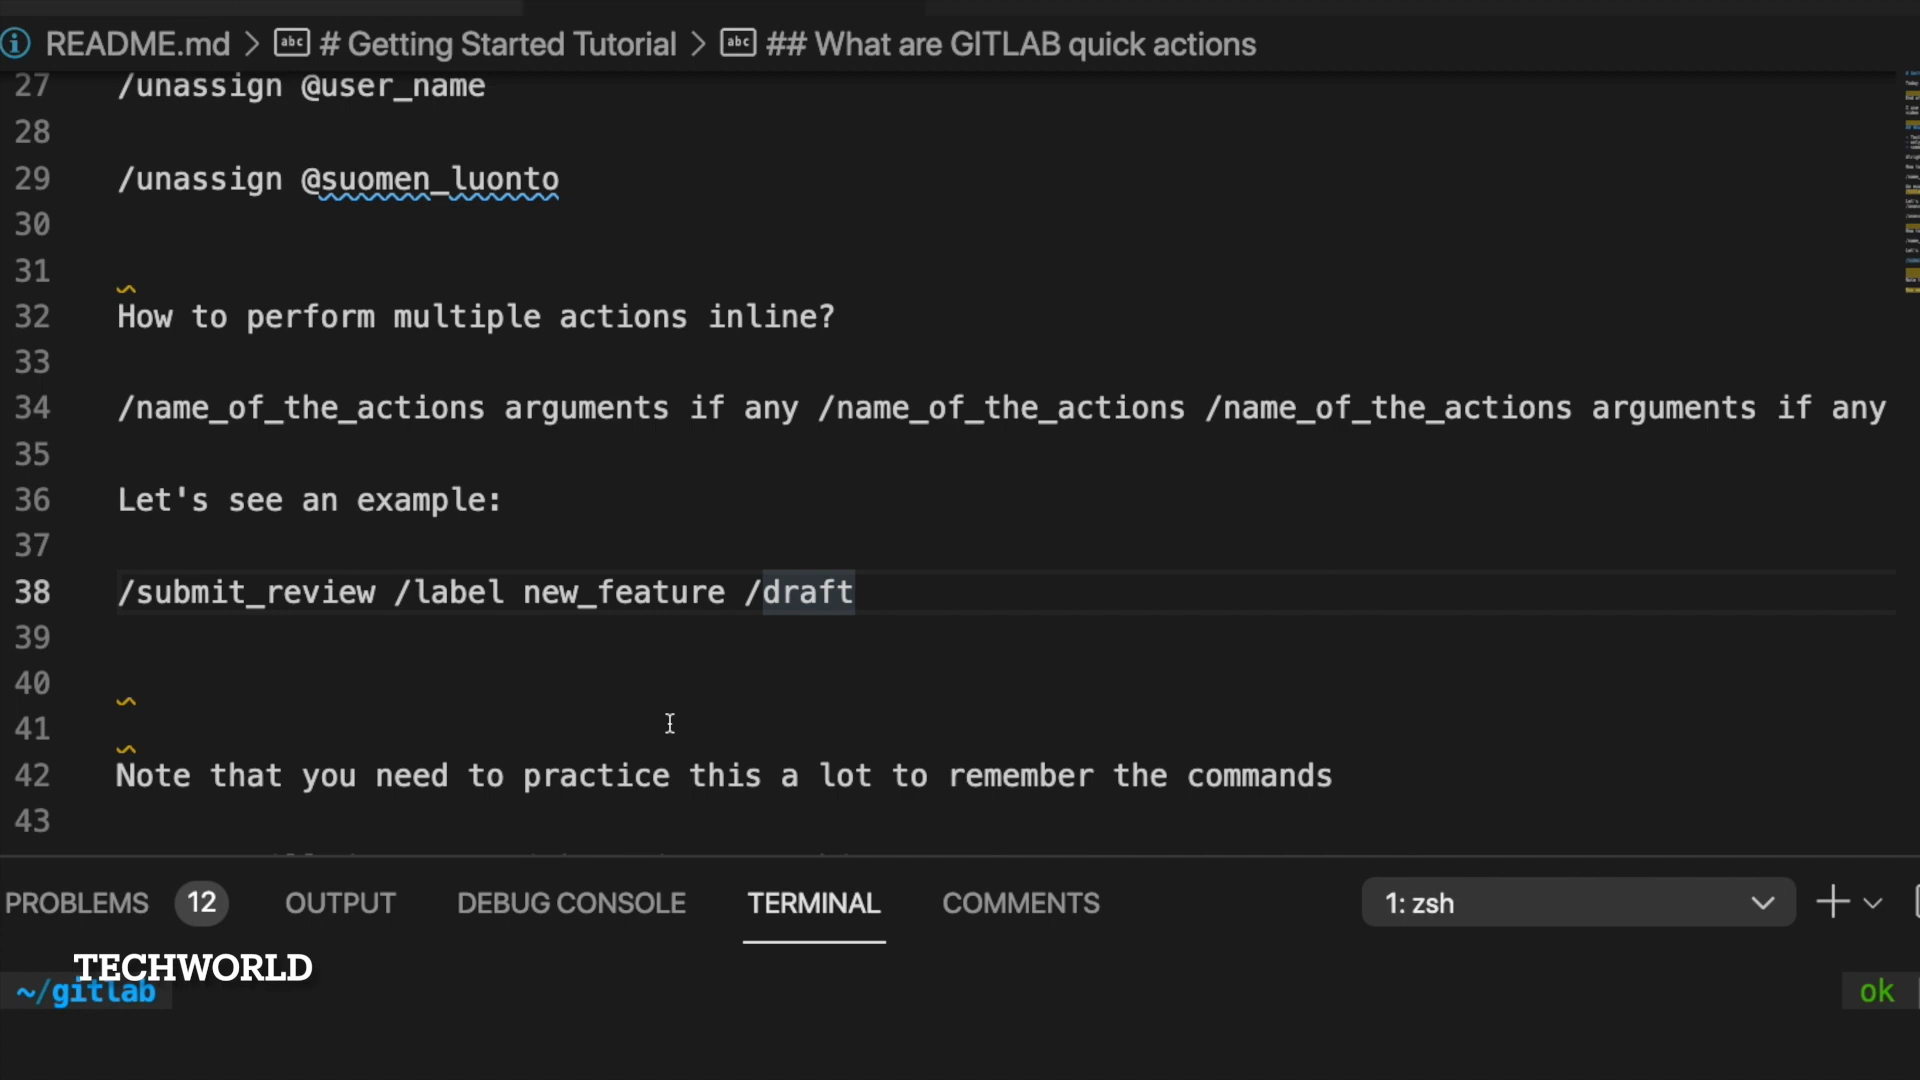 README.md > # Getting Started Tutorial > ## What are GITLAB quick actions
27 /unassign @user_name
28
29 /unassign @suomen_luonto
30
31
32 How to perform multiple actions inline?
33
34 /name_of_the_actions arguments if any /name_of_the_actions /name_of_the_actions arguments if any
35
36 Let's see an example:
37
38 /submit_review /label new_feature /draft
39
40
41
42 Note that you need to practice this a lot to remember the commands
43
PROBLEMS 12 OUTPUT DEBUG CONSOLE TERMINAL COMMENTS 1: zsh
TECHWORLD
~/gitlab ok